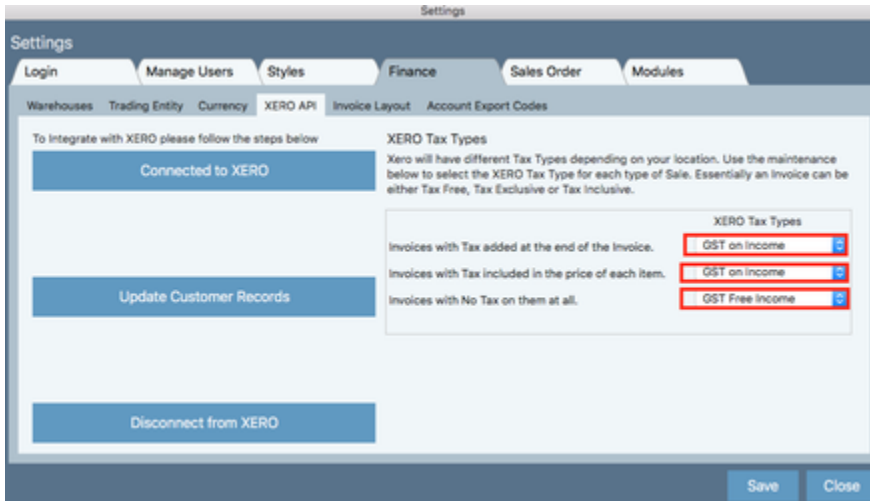 Settings
Settings
Login Manage Users Styles Finance Sales Order Modules
Warehouses Trading Entity Currency XERO API Invoice Layout Account Export Codes
To Integrate with XERO please follow the steps below
Connected to XERO
Update Customer Records
Disconnect from XERO
XERO Tax Types
Xero will have different Tax Types depending on your location. Use the maintenance
below to select the XERO Tax Type for each type of Sale. Essentially an Invoice can be
either Tax Free, Tax Exclusive or Tax Inclusive.
XERO Tax Types
Invoices with Tax added at the end of the Invoice. GST on Income
Invoices with Tax included in the price of each item. GST on Income
Invoices with No Tax on them at all. GST Free Income
Save Close